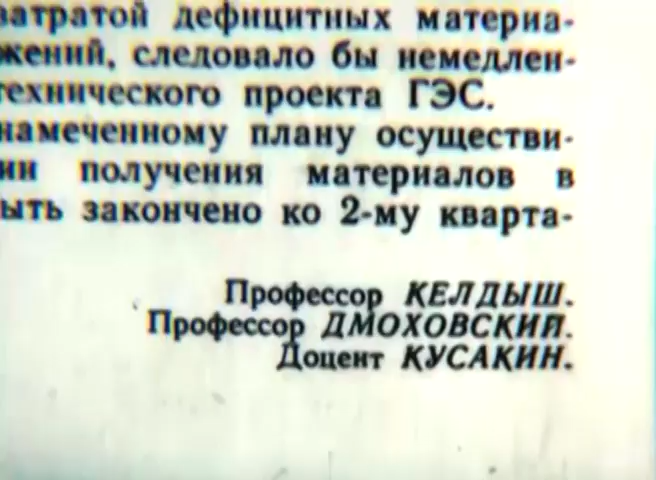 затратой дефицитных материа-
жений, следовало бы немедлен-
технического проекта ГЭС.
намеченному плану осуществи-
ии получения материалов в
ыть закончено ко 2-му кварта-
Профессор КЕЛДЫШ.
Профессор ДМОХОВСКИЙ.
Доцент КУСАКИН.